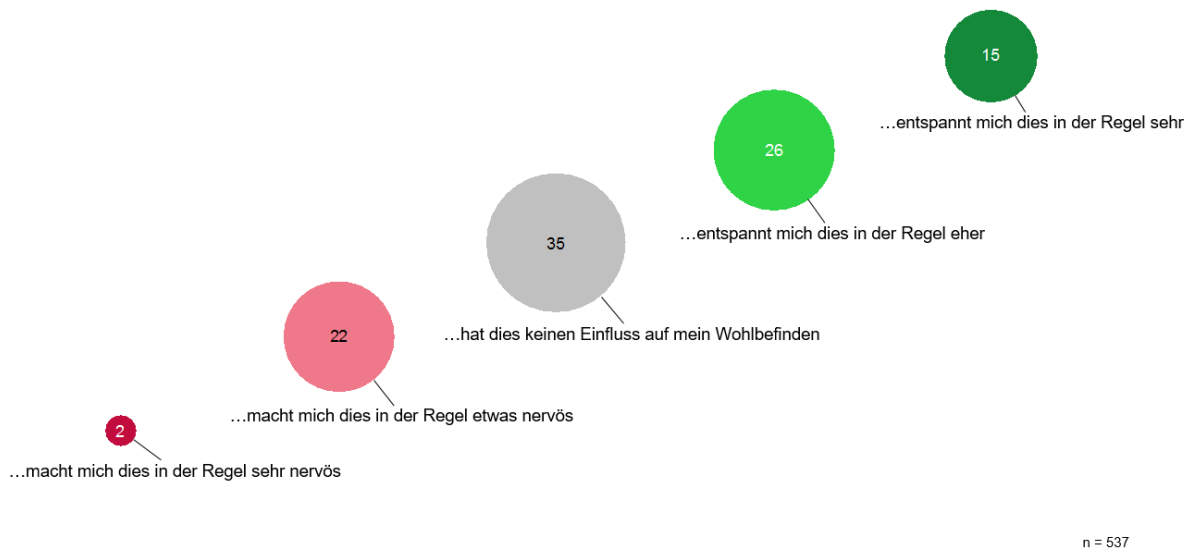 15
…entspannt mich dies in der Regel sehr
26
…entspannt mich dies in der Regel eher
35
…hat dies keinen Einfluss auf mein Wohlbefinden
22
…macht mich dies in der Regel etwas nervös
2
…macht mich dies in der Regel sehr nervös
n = 537